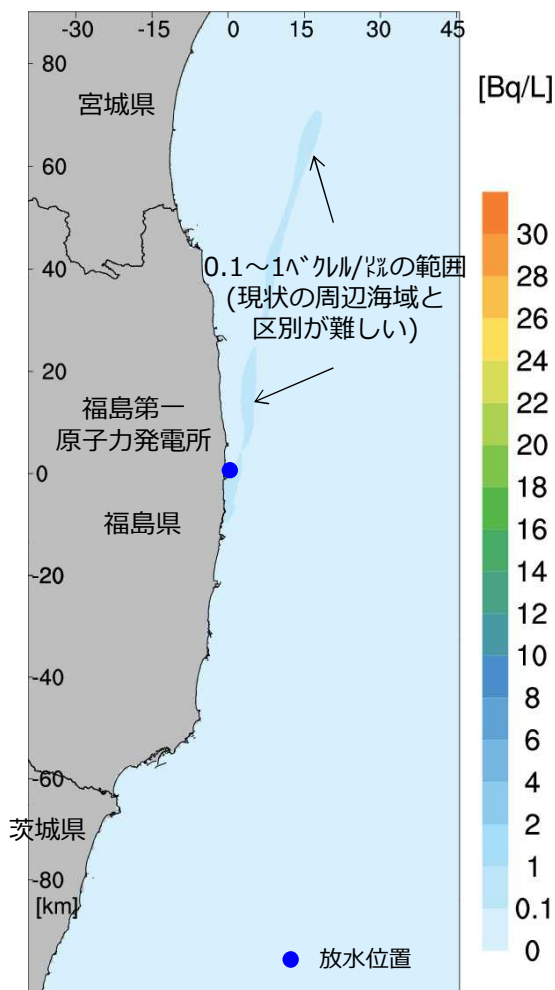 -30 -15 0 15 30 45
[Bq/L]
80
宮城県
60
40
0.1～1ﾍﾞｸﾚﾙ/㍑の範囲
(現状の周辺海域と
区別が難しい)
20
福島第一
原子力発電所
0
福島県
-20
-40
-60
茨城県
-80
[km]
放水位置
30
28
26
24
22
20
18
16
14
12
10
8
6
4
2
1
0.1
0